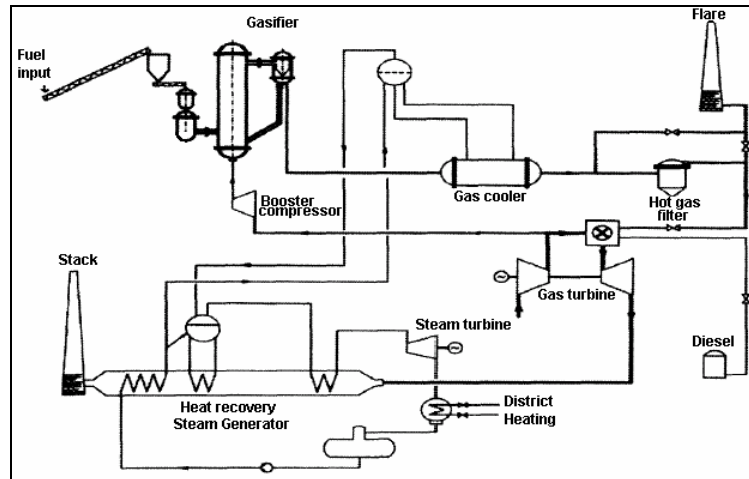 Gasifier
Flare
Fuel
input
Gas cooler
Hot gas
filter
Booster
compressor
Stack
Gas turbine
Steam turbine
Diesel
Heat recovery
Steam Generator
District
Heating